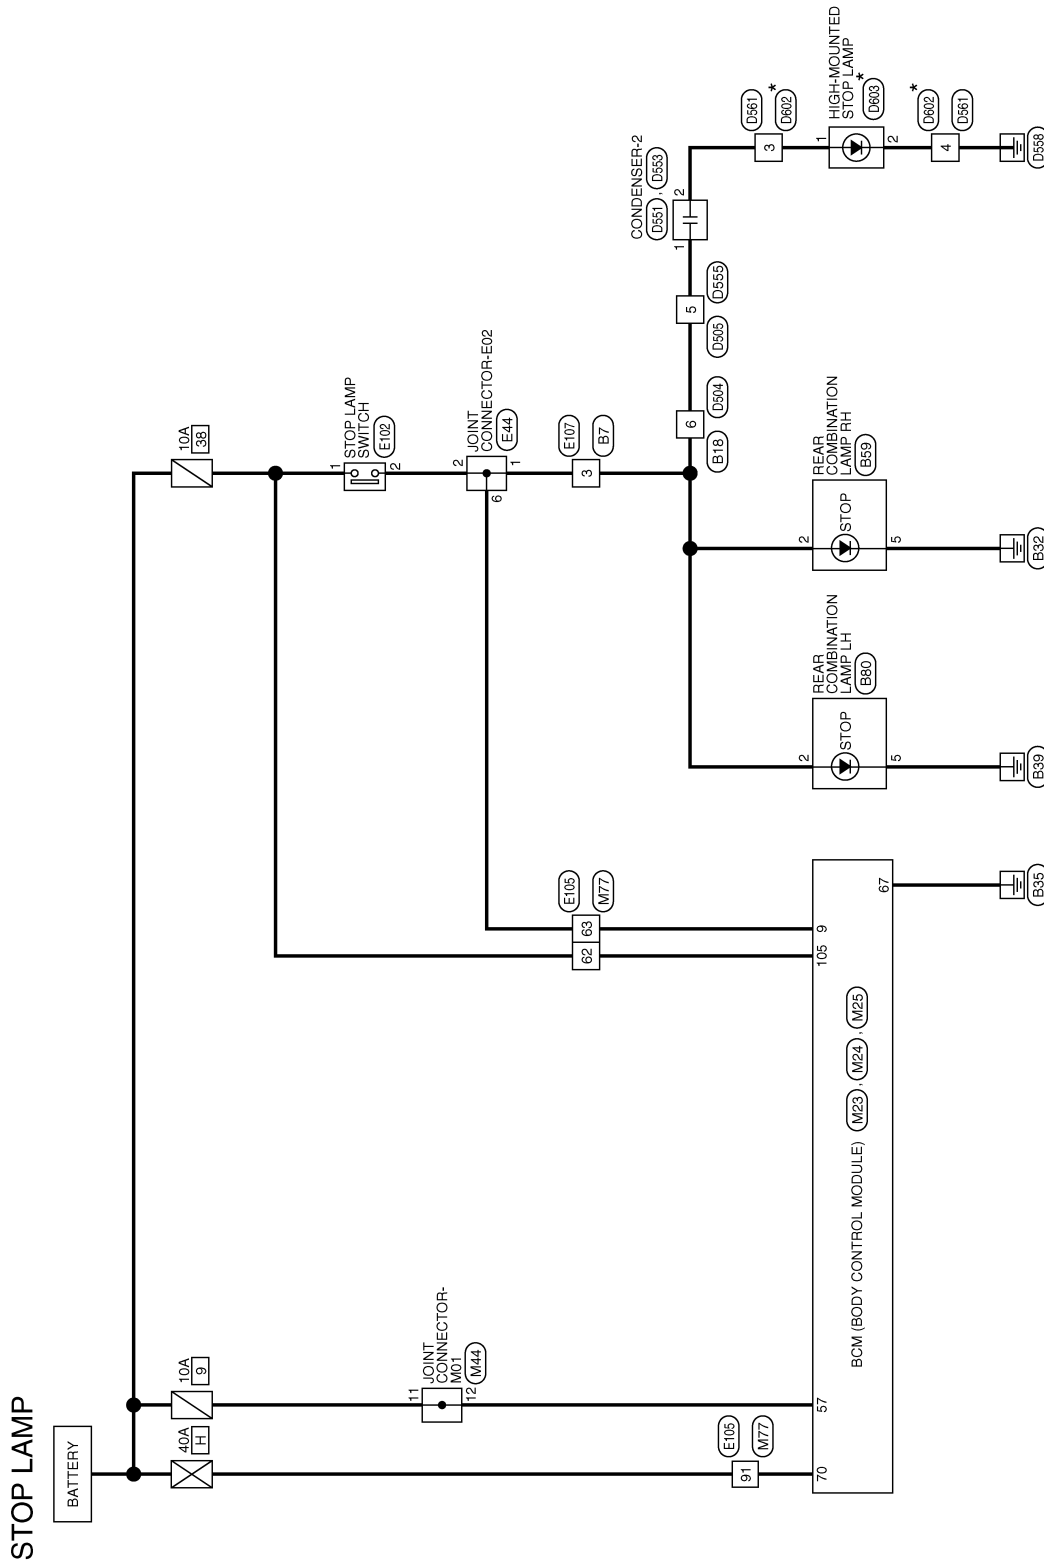 STOP LAMP
BATTERY
40A
H
10A
9
10A
38
JOINT
CONNECTOR-
M01
M44
11
12
STOP LAMP
SWITCH
E102
1
2
JOINT
CONNECTOR-E02
E44
2
1
6
E107
B7
3
E105
M77
91
E105
M77
62
63
B18
D504
6
D505
D555
5
CONDENSER-2
D551 , D553
1
2
D561
D602
*
3
HIGH-MOUNTED
STOP LAMP
*
D603
1
2
*
D602
D561
4
D558
REAR
COMBINATION
LAMP RH
B59
2
STOP
5
B32
REAR
COMBINATION
LAMP LH
B80
2
STOP
5
B39
70
57
105
9
67
BCM (BODY CONTROL MODULE) M23 , M24 , M25
B35